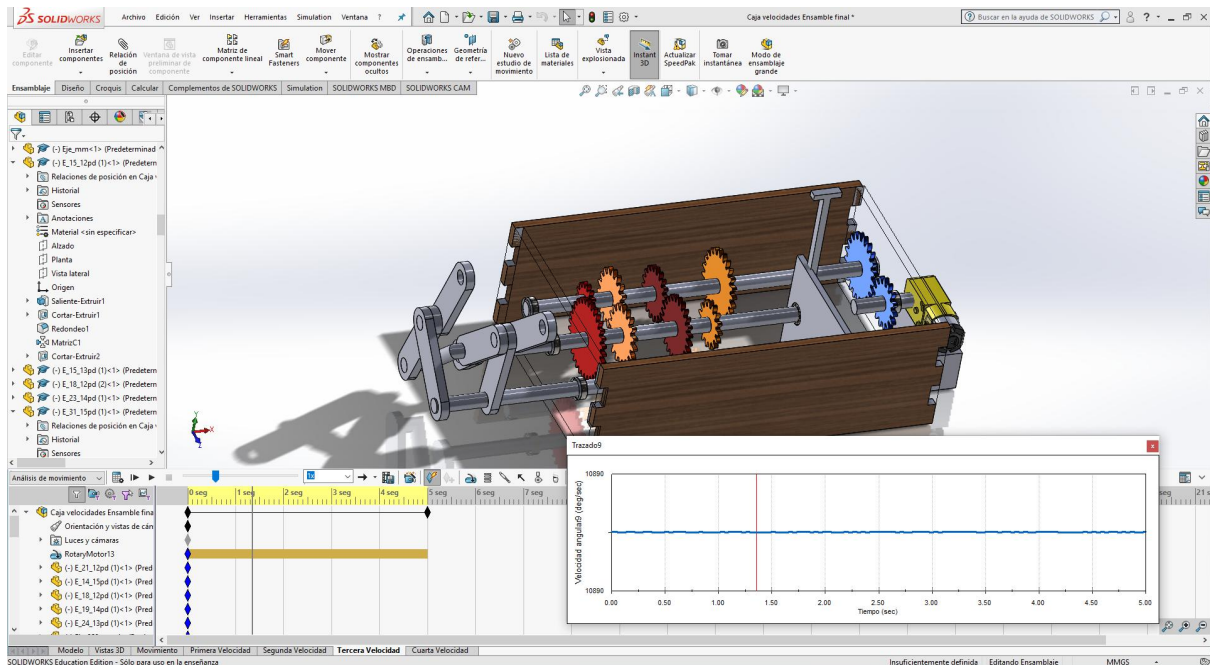 SOLIDWORKS
Archivo Edición Ver Insertar Herramientas Simulation Ventana ?
Caja velocidades Ensamble final *
Buscar en la ayuda de SOLIDWORKS
Editar componente
Insertar componentes
Relación de posición
Ventana de vista preliminar de componente
Matriz de componente lineal
Smart Fasteners
Mover componente
Mostrar componentes ocultos
Operaciones de ensamb...
Geometría de refer...
Nuevo estudio de movimiento
Lista de materiales
Vista explosionada
Instant 3D
Actualizar SpeedPak
Tomar instantánea
Modo de ensamblaje grande
Ensamblaje Diseño Croquis Calcular Complementos de SOLIDWORKS Simulation SOLIDWORKS MBD SOLIDWORKS CAM
(-) Eje_mm<1> (Predeterminad
(-) E_15_12pd (1)<1> (Predetern
Relaciones de posición en Caja
Historial
Sensores
Anotaciones
Material <sin especificar>
Alzado
Planta
Vista lateral
Origen
Saliente-Extruir1
Cortar-Extruir1
Redondeo1
MatrizC1
Cortar-Extruir2
(-) E_15_13pd (1)<1> (Predetern
(-) E_18_12pd (2)<1> (Predetern
(-) E_23_14pd (1)<1> (Predetern
(-) E_31_15pd (1)<1> (Predetern
Relaciones de posición en Caja
Historial
Sensores
Y
X
Z
Trazado9
10890
10890
Velocidad angular9 (deg/sec)
0.00 0.50 1.00 1.50 2.00 2.50 3.00 3.50 4.00 4.50 5.00
Tiempo (sec)
Análisis de movimiento
1x
0 seg 1 seg 2 seg 3 seg 4 seg 5 seg 6 seg 7 seg
seg 21 s
Caja velocidades Ensamble fina
Orientación y vistas de cán
Luces y cámaras
RotaryMotor13
(-) E_21_12pd (1)<1> (Pred
(-) E_14_15pd (1)<1> (Pred
(-) E_18_12pd (1)<1> (Pred
(-) E_19_14pd (1)<1> (Pred
(-) E_24_13pd (1)<1> (Pred
Modelo Vistas 3D Movimiento Primera Velocidad Segunda Velocidad Tercera Velocidad Cuarta Velocidad
SOLIDWORKS Education Edition - Sólo para uso en la enseñanza
Insuficientemente definida Editando Ensamblaje MMGS